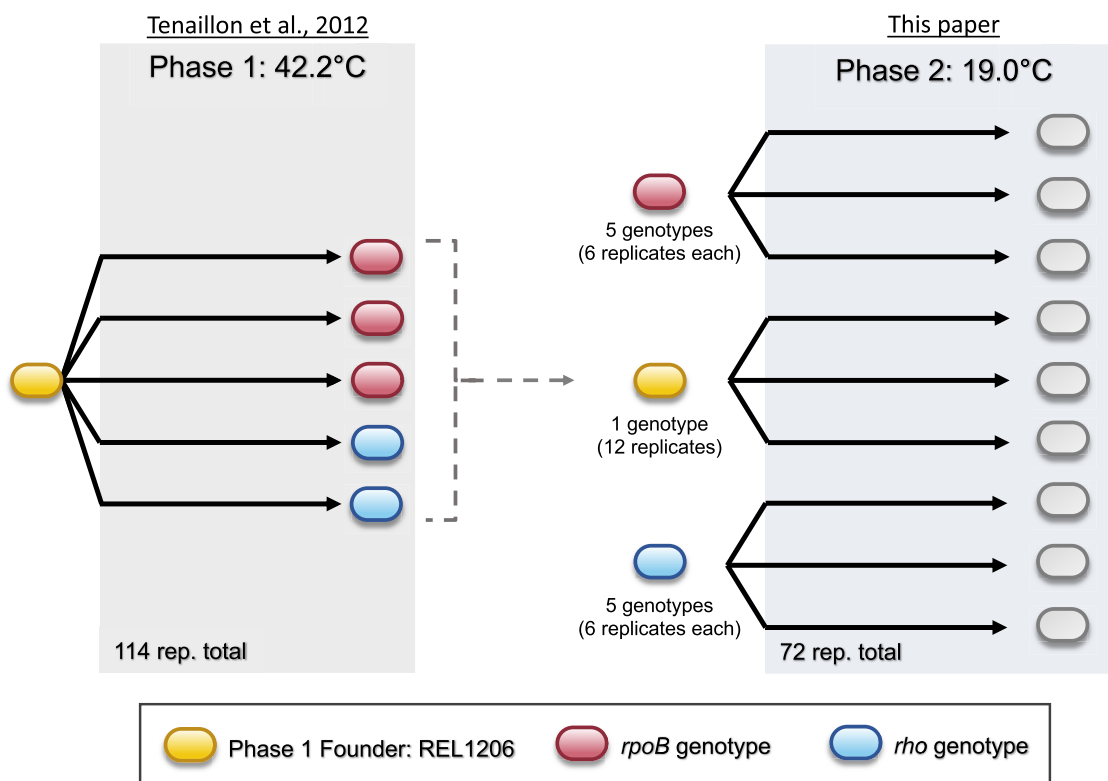 Tenaillon et al., 2012
Phase 1: 42.2°C
114 rep. total
This paper
Phase 2: 19.0°C
5 genotypes
(6 replicates each)
1 genotype
(12 replicates)
5 genotypes
(6 replicates each)
72 rep. total
Phase 1 Founder: REL1206
rpoB genotype
rho genotype